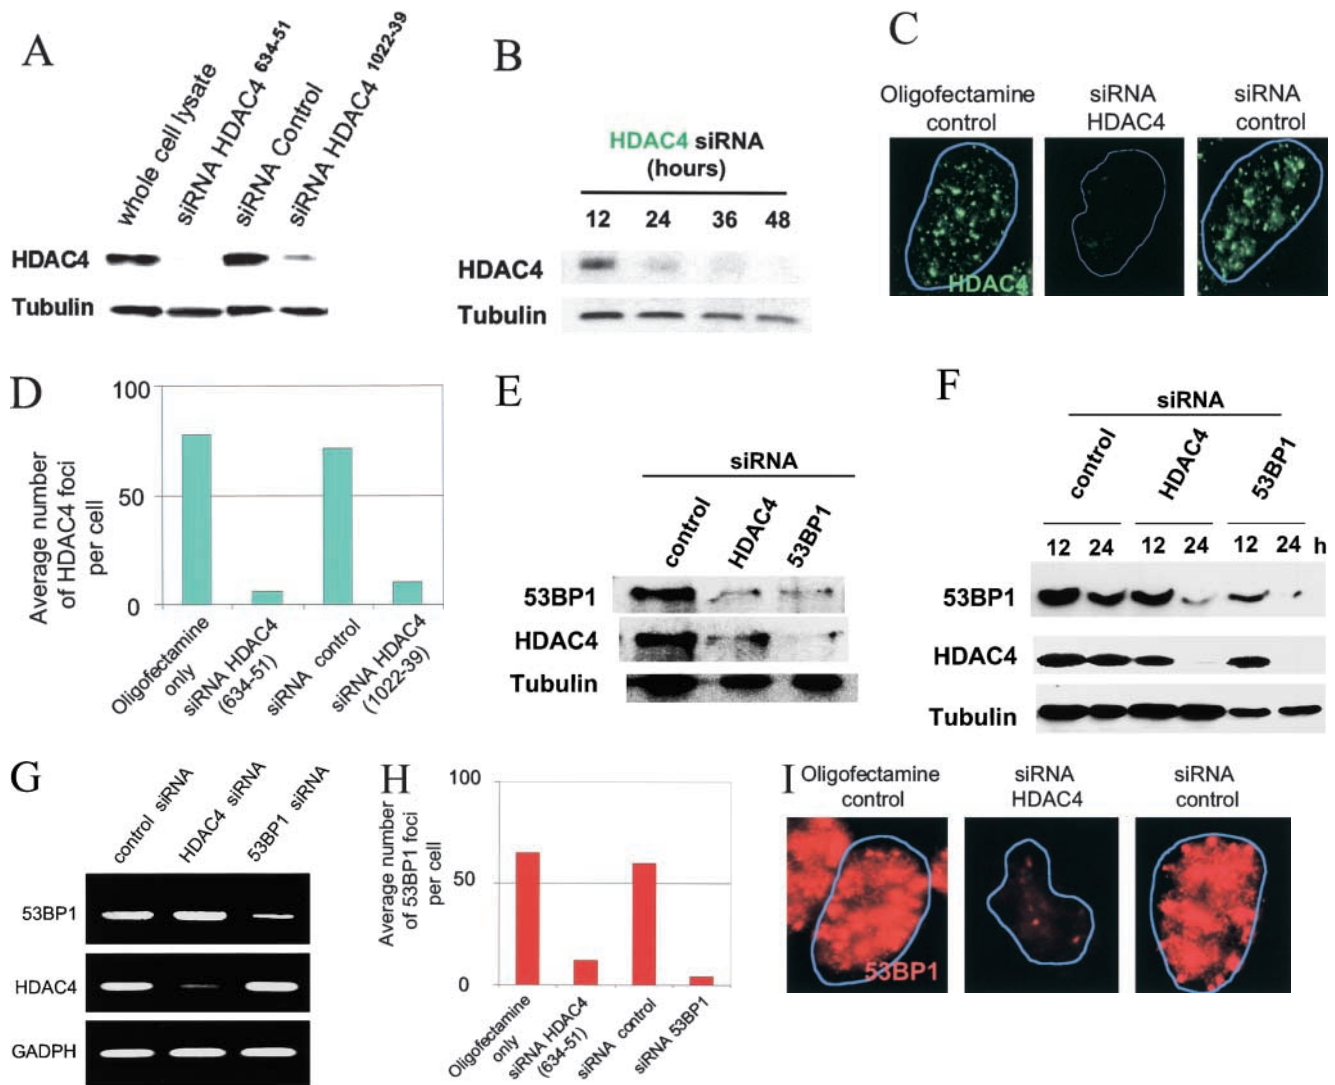 A
whole cell lysate
siRNA HDAC4 634-51
siRNA Control
siRNA HDAC4 1022-39
HDAC4
Tubulin
B
HDAC4 siRNA
(hours)
12 24 36 48
HDAC4
Tubulin
C
Oligofectamine
control
siRNA
HDAC4
siRNA
control
HDAC4
D
Average number
of HDAC4 foci
per cell
100
50
0
Oligofectamine
only
siRNA HDAC4
(634-51)
siRNA control
siRNA HDAC4
(1022-39)
E
siRNA
control
HDAC4
53BP1
53BP1
HDAC4
Tubulin
F
siRNA
control
HDAC4
53BP1
12 24 12 24 12 24 h
53BP1
HDAC4
Tubulin
G
control siRNA
HDAC4 siRNA
53BP1 siRNA
53BP1
HDAC4
GADPH
H
Average number
of 53BP1 foci
per cell
100
50
0
Oligofectamine
only
siRNA HDAC4
(634-51)
siRNA control
siRNA 53BP1
I
Oligofectamine
control
siRNA
HDAC4
siRNA
control
53BP1